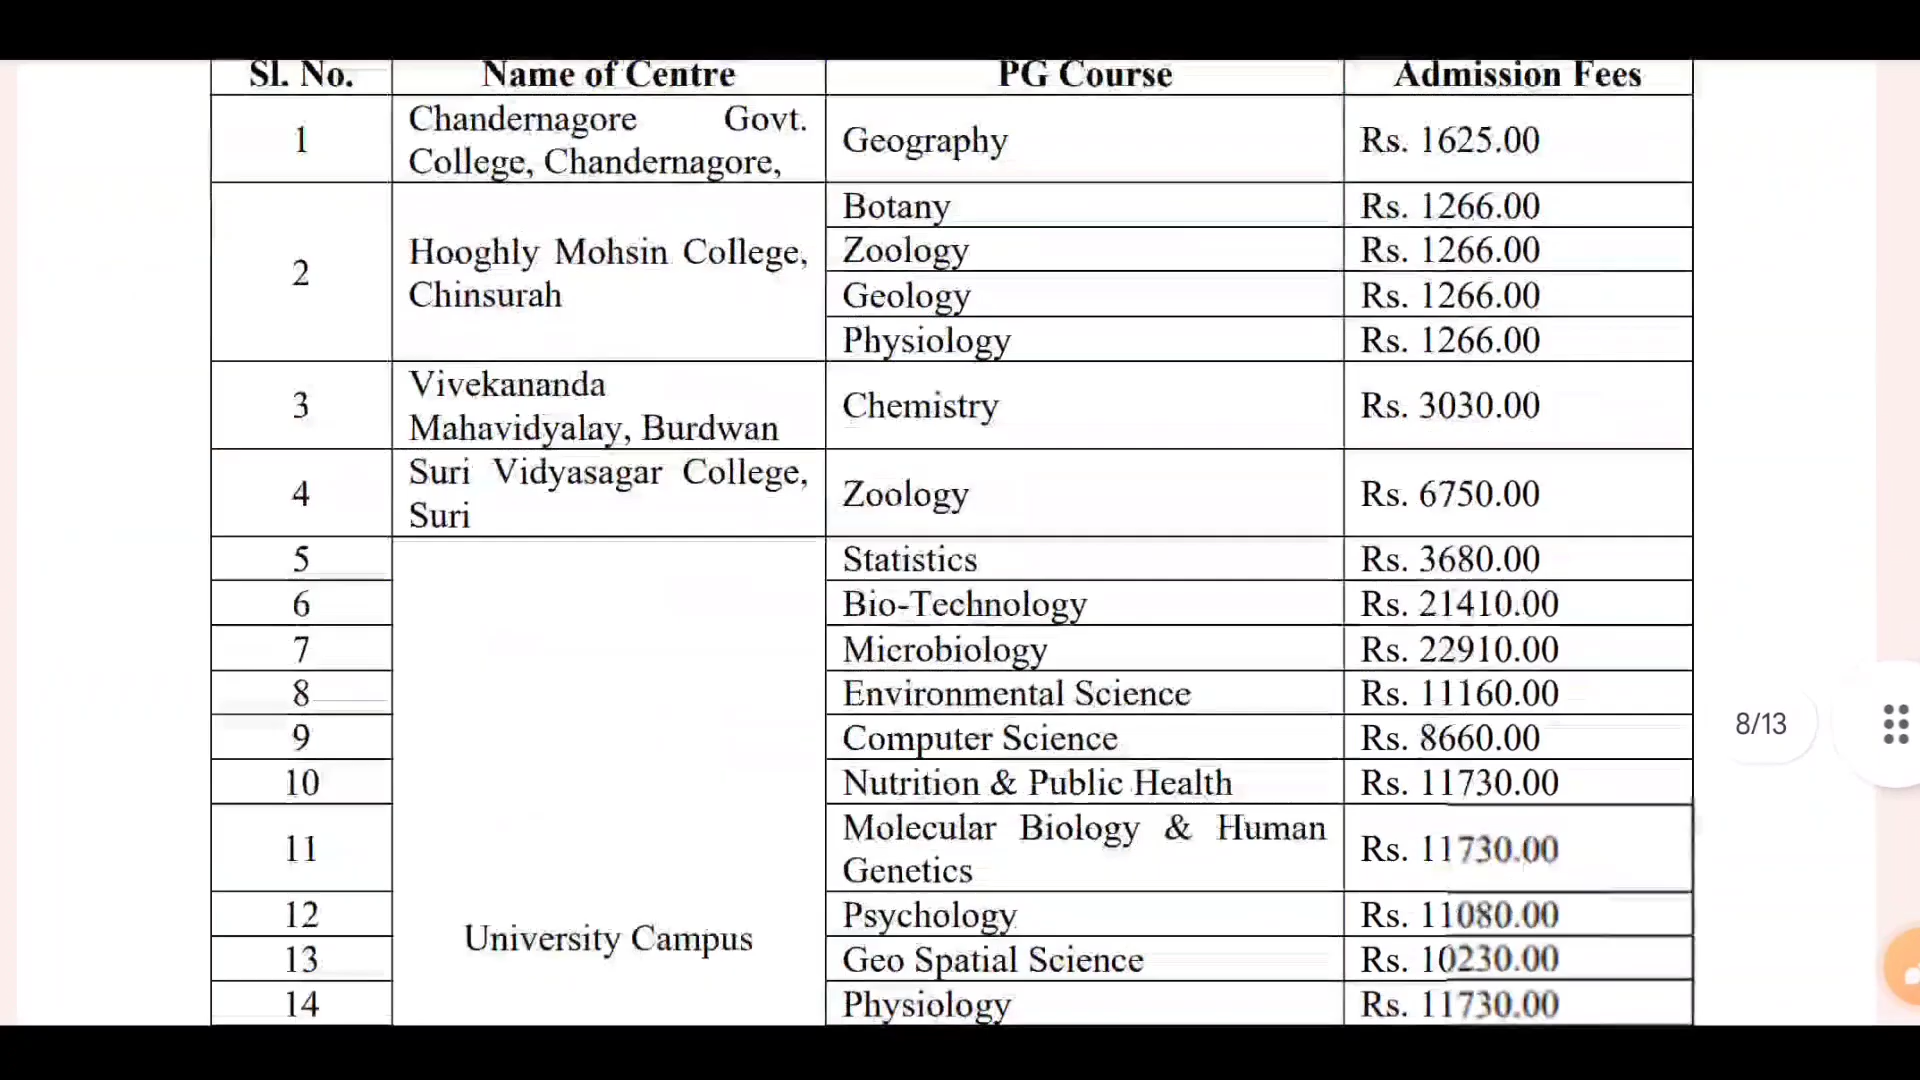 Sl. No. Name of Centre PG Course Admission Fees
1 Chandernagore Govt. College, Chandernagore, Geography Rs. 1625.00
2 Hooghly Mohsin College, Chinsurah Botany Rs. 1266.00
Zoology Rs. 1266.00
Geology Rs. 1266.00
Physiology Rs. 1266.00
3 Vivekananda Mahavidyalay, Burdwan Chemistry Rs. 3030.00
4 Suri Vidyasagar College, Suri Zoology Rs. 6750.00
5 Statistics Rs. 3680.00
6 Bio-Technology Rs. 21410.00
7 Microbiology Rs. 22910.00
8 Environmental Science Rs. 11160.00
9 Computer Science Rs. 8660.00
10 Nutrition & Public Health Rs. 11730.00
11 Molecular Biology & Human Genetics Rs. 11730.00
12 University Campus Psychology Rs. 11080.00
13 Geo Spatial Science Rs. 10230.00
14 Physiology Rs. 11730.00
8/13